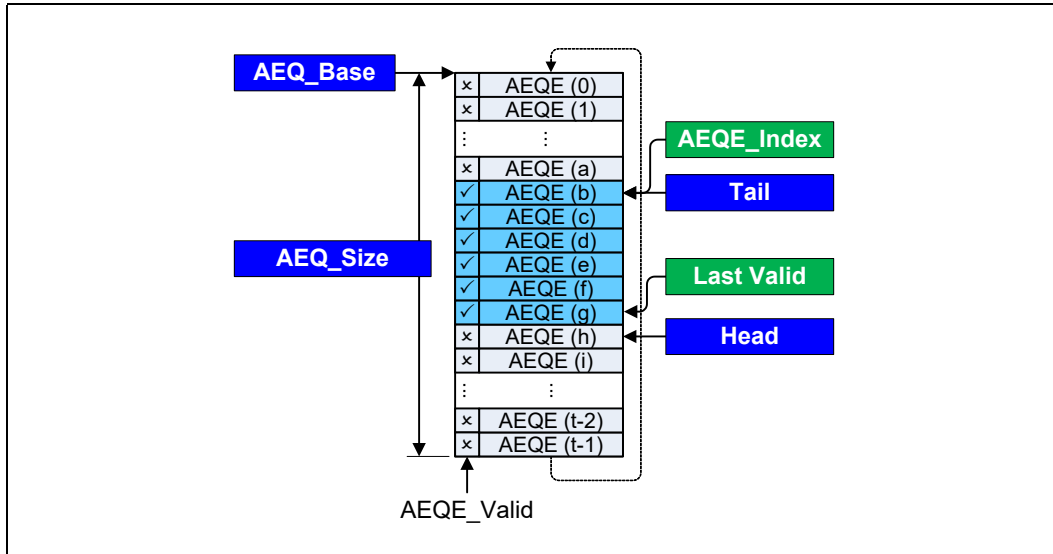 AEQ_Base
× AEQE (0)
× AEQE (1)
⋮ ⋮
× AEQE (a)
✓ AEQE (b)
✓ AEQE (c)
✓ AEQE (d)
✓ AEQE (e)
✓ AEQE (f)
✓ AEQE (g)
× AEQE (h)
× AEQE (i)
⋮ ⋮
× AEQE (t-2)
× AEQE (t-1)
AEQ_Size
AEQE_Index
Tail
Last Valid
Head
AEQE_Valid